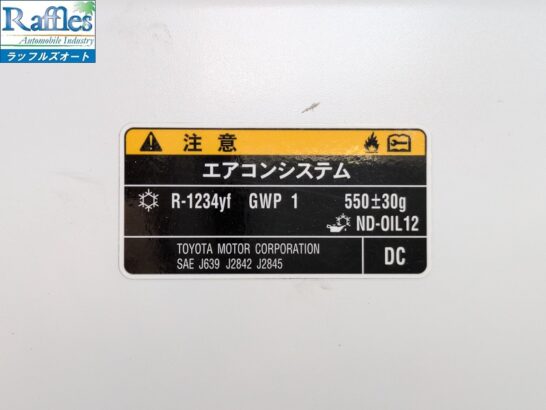 Raffles
Automobile Industry
ラッフルズオート
注意
エアコンシステム
R-1234yf GWP 1 550±30g
ND-OIL12
TOYOTA MOTOR CORPORATION
SAE J639 J2842 J2845
DC